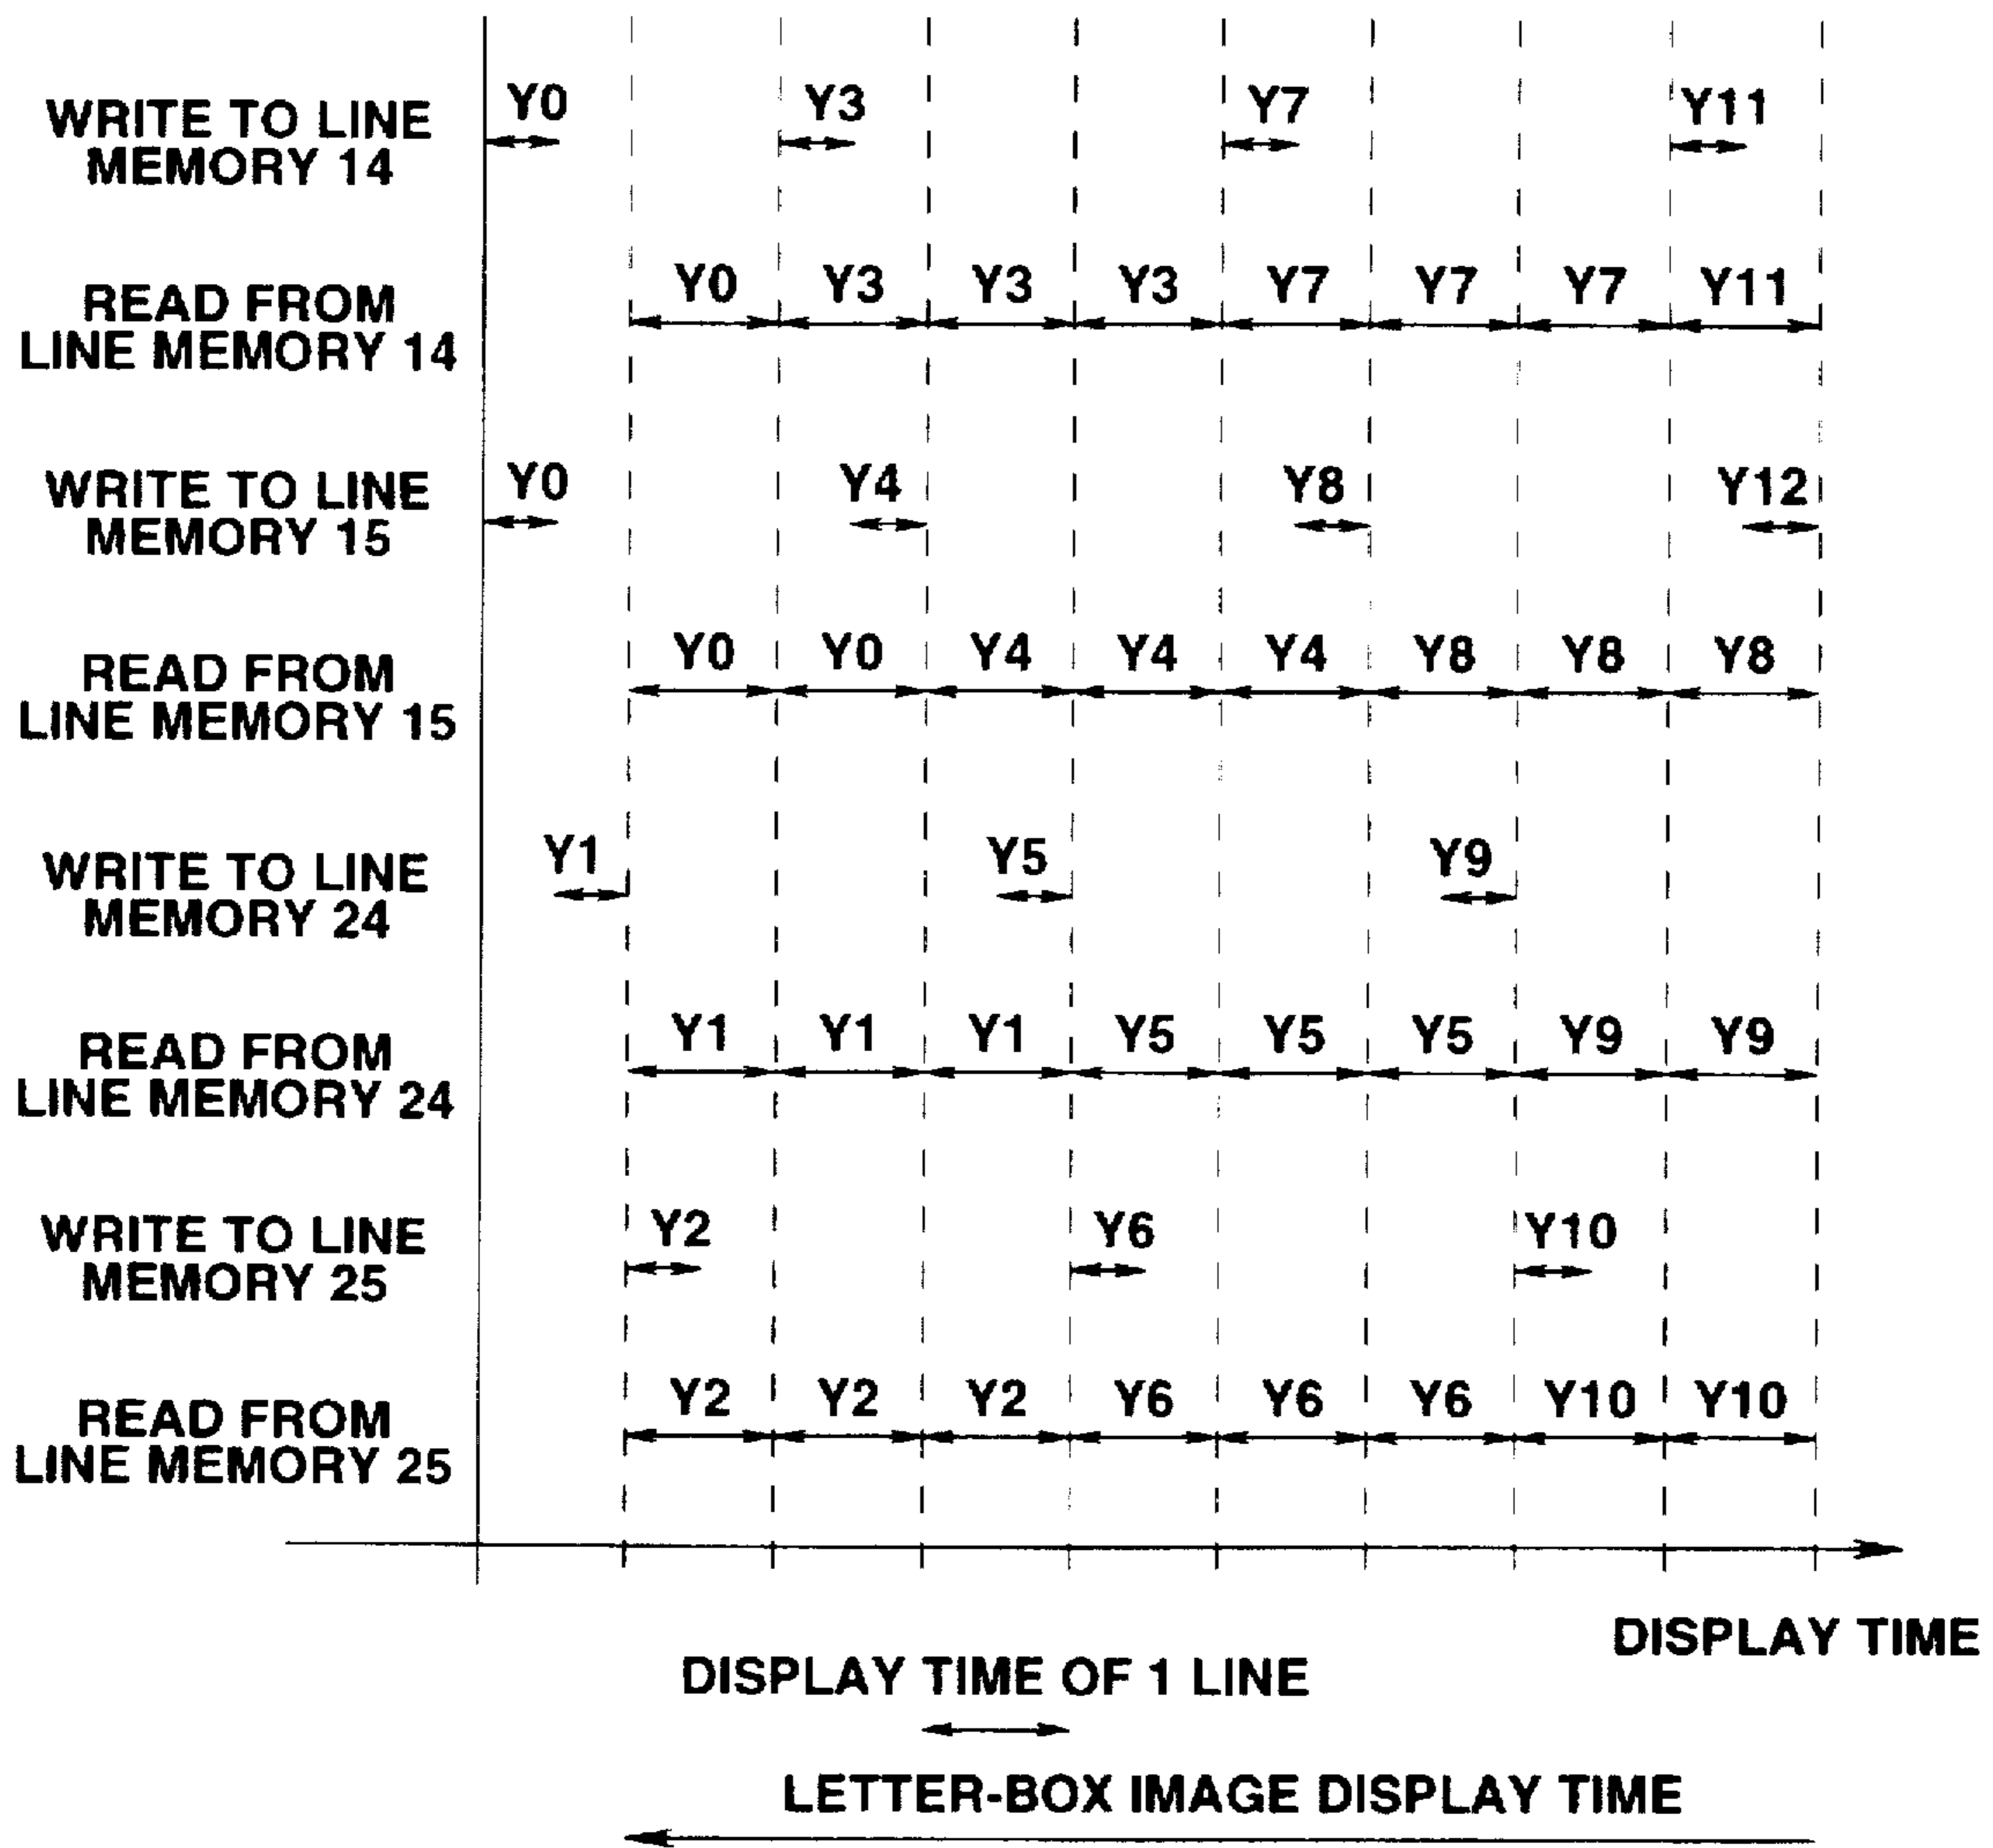 Y0 Y3 Y7 Y11
WRITE TO LINE
MEMORY 14
Y0 Y3 Y3 Y3 Y7 Y7 Y7 Y11
READ FROM
LINE MEMORY 14
Y0 Y4 Y8 Y12
WRITE TO LINE
MEMORY 15
Y0 Y0 Y4 Y4 Y4 Y8 Y8 Y8
READ FROM
LINE MEMORY 15
Y1 Y5 Y9
WRITE TO LINE
MEMORY 24
Y1 Y1 Y1 Y5 Y5 Y5 Y9 Y9
READ FROM
LINE MEMORY 24
Y2 Y6 Y10
WRITE TO LINE
MEMORY 25
Y2 Y2 Y2 Y6 Y6 Y6 Y10 Y10
READ FROM
LINE MEMORY 25
DISPLAY TIME
DISPLAY TIME OF 1 LINE
LETTER-BOX IMAGE DISPLAY TIME